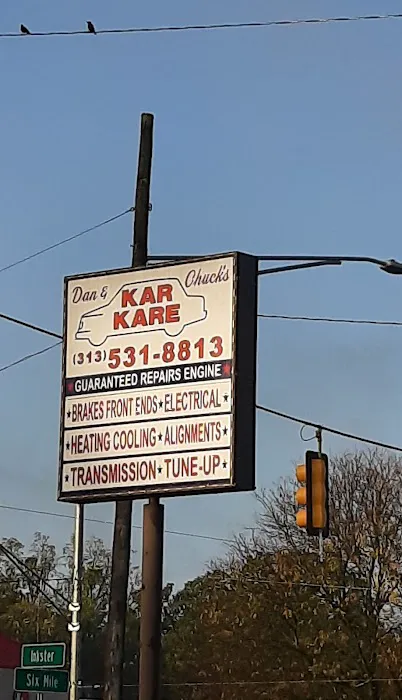 Dan & Chuck's
KAR
KARE
(313) 531-8813
GUARANTEED REPAIRS ENGINE
BRAKES FRONT ENDS ★ ELECTRICAL
HEATING COOLING ★ ALIGNMENTS
TRANSMISSION ★ TUNE-UP
Inkster
Six Mile